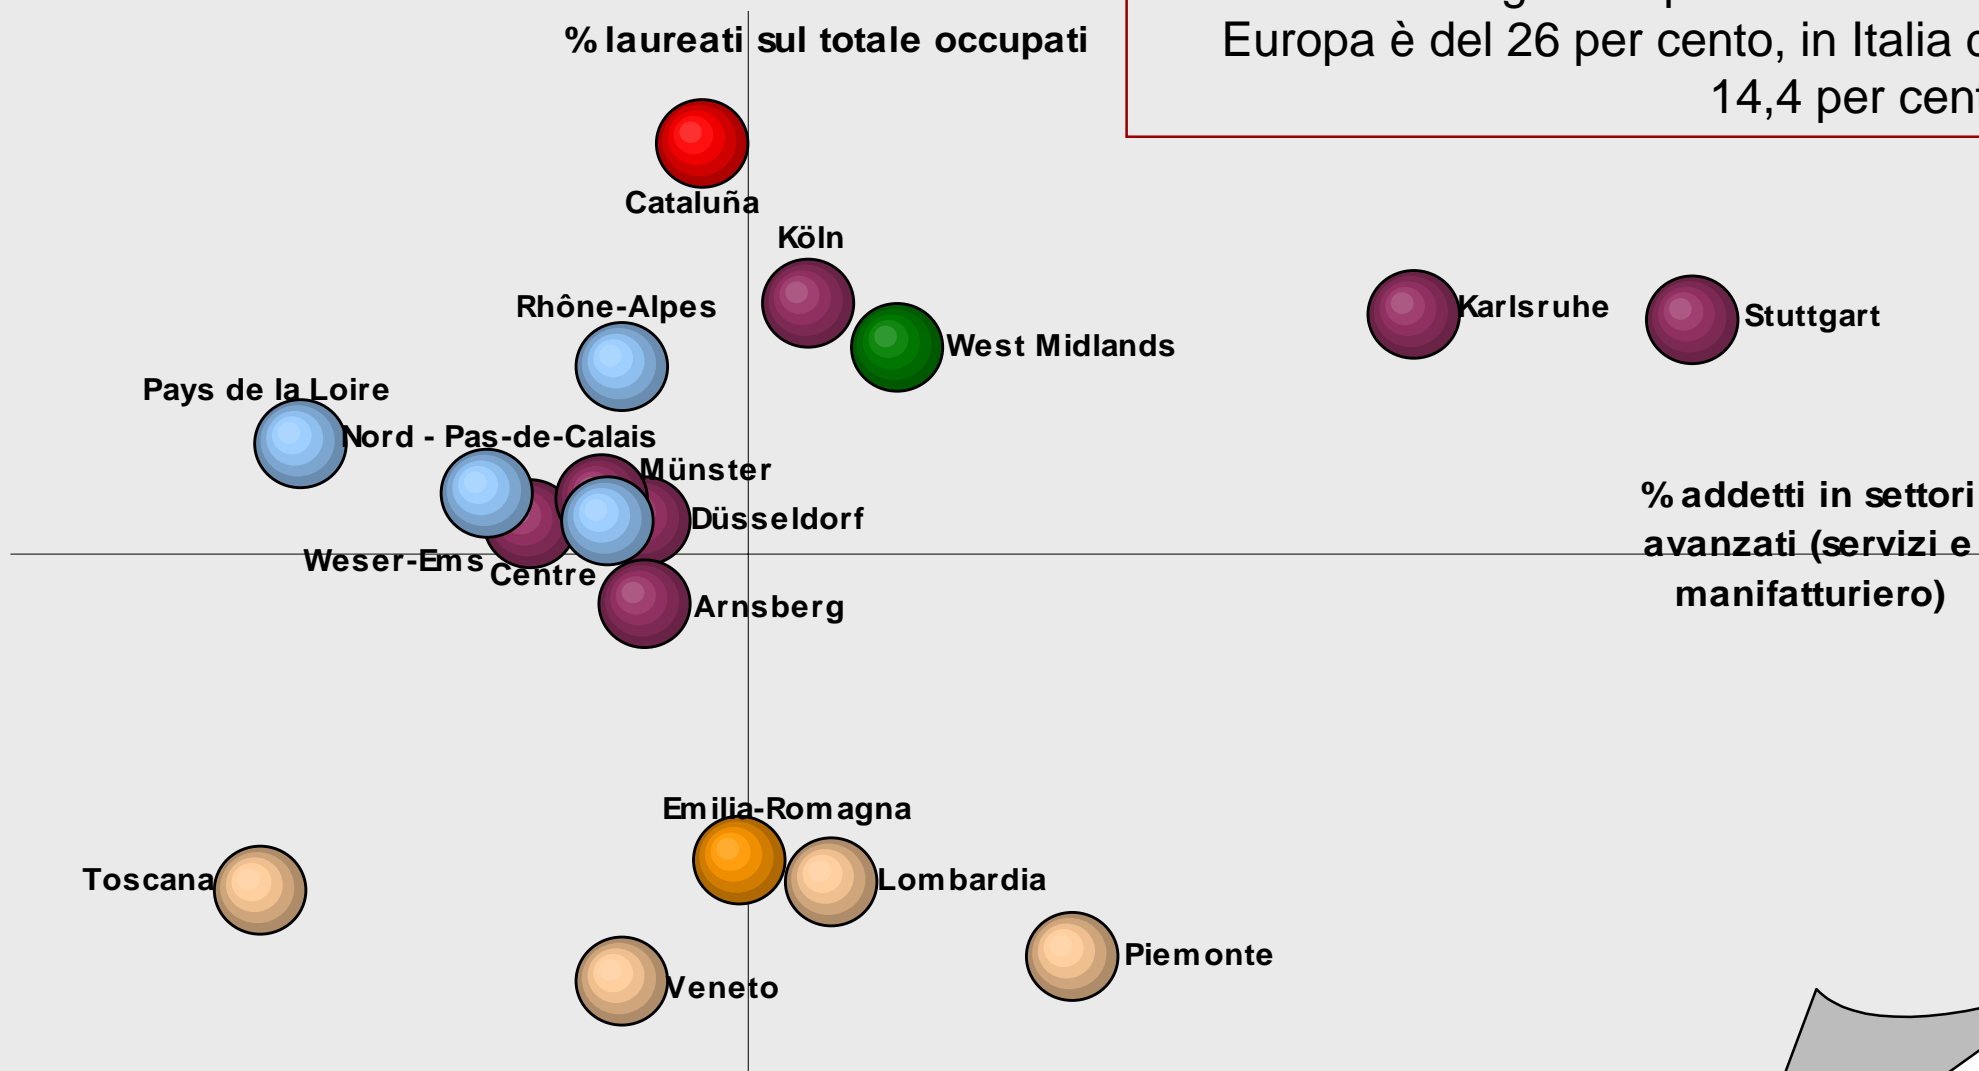 Europa è del 26 per cento, in Italia
14,4 per cent
% laureati sul totale occupati
Cataluña
Köln
Rhône-Alpes
Karlsruhe
Stuttgart
West Midlands
Pays de la Loire
Nord - Pas-de-Calais
Münster
% addetti in settori
avanzati (servizi e
manifatturiero)
Düsseldorf
Weser-Ems
Centre
Arnsberg
Emilia-Romagna
Toscana
Lombardia
Piemonte
Veneto